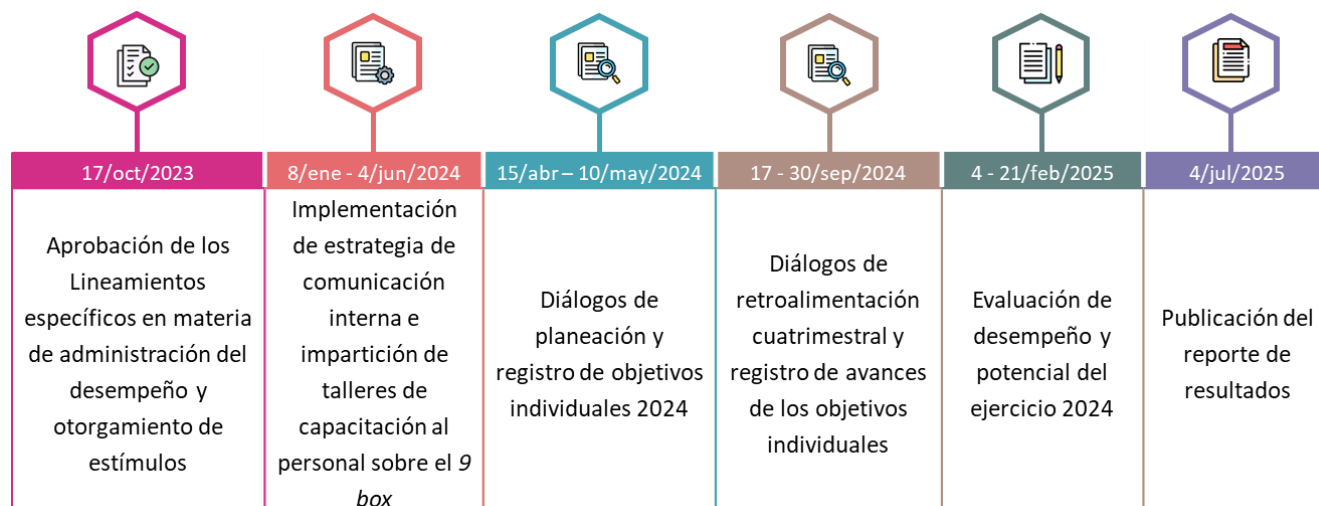 17/oct/2023
Aprobación de los
Lineamientos
específicos en materia
de administración del
desempeño y
otorgamiento de
estímulos
8/ene - 4/jun/2024
Implementación
de estrategia de
comunicación
interna e
impartición de
talleres de
capacitación al
personal sobre el 9
box
15/abr – 10/may/2024
Diálogos de
planeación y
registro de objetivos
individuales 2024
17 - 30/sep/2024
Diálogos de
retroalimentación
cuatrimestral y
registro de avances
de los objetivos
individuales
4 - 21/feb/2025
Evaluación de
desempeño y
potencial del
ejercicio 2024
4/jul/2025
Publicación del
reporte de
resultados